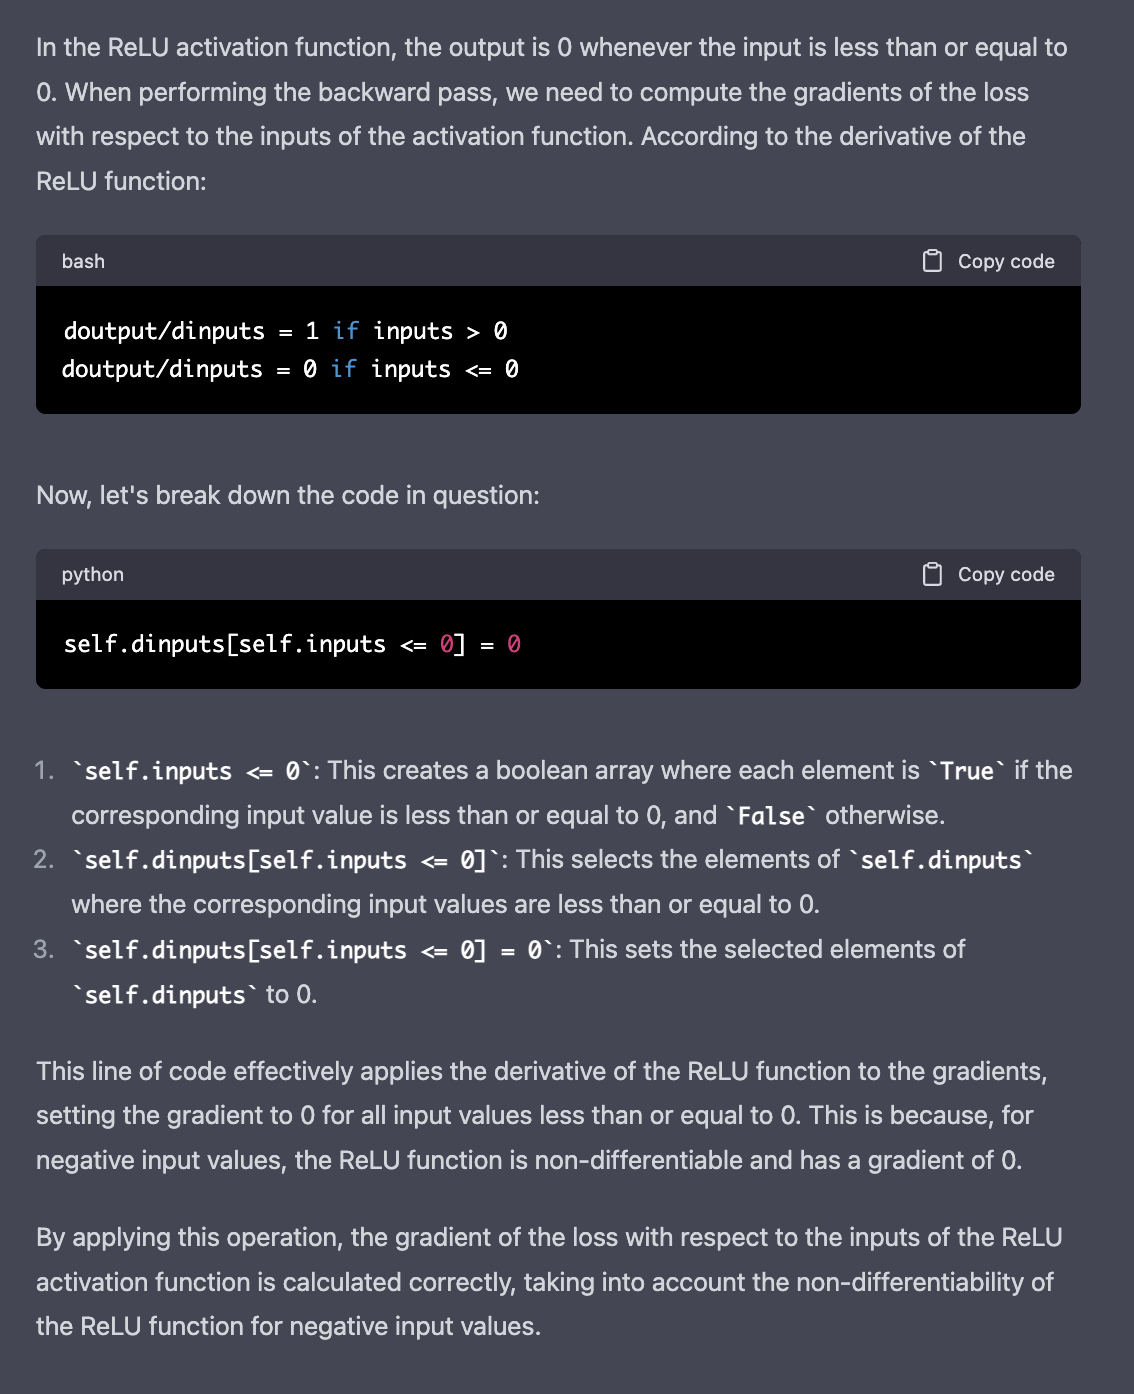 In the ReLU activation function, the output is 0 whenever the input is less than or equal to
0. When performing the backward pass, we need to compute the gradients of the loss
with respect to the inputs of the activation function. According to the derivative of the
ReLU function:
bash
Copy code
doutput/dinputs = 1 if inputs > 0
doutput/dinputs = 0 if inputs <= 0
Now, let's break down the code in question:
python
Copy code
self.dinputs[self.inputs <= 0] = 0
1. `self.inputs <= 0`: This creates a boolean array where each element is `True` if the
corresponding input value is less than or equal to 0, and `False` otherwise.
2. `self.dinputs[self.inputs <= 0]`: This selects the elements of `self.dinputs`
where the corresponding input values are less than or equal to 0.
3. `self.dinputs[self.inputs <= 0] = 0`: This sets the selected elements of
`self.dinputs` to 0.
This line of code effectively applies the derivative of the ReLU function to the gradients,
setting the gradient to 0 for all input values less than or equal to 0. This is because, for
negative input values, the ReLU function is non-differentiable and has a gradient of 0.
By applying this operation, the gradient of the loss with respect to the inputs of the ReLU
activation function is calculated correctly, taking into account the non-differentiability of
the ReLU function for negative input values.